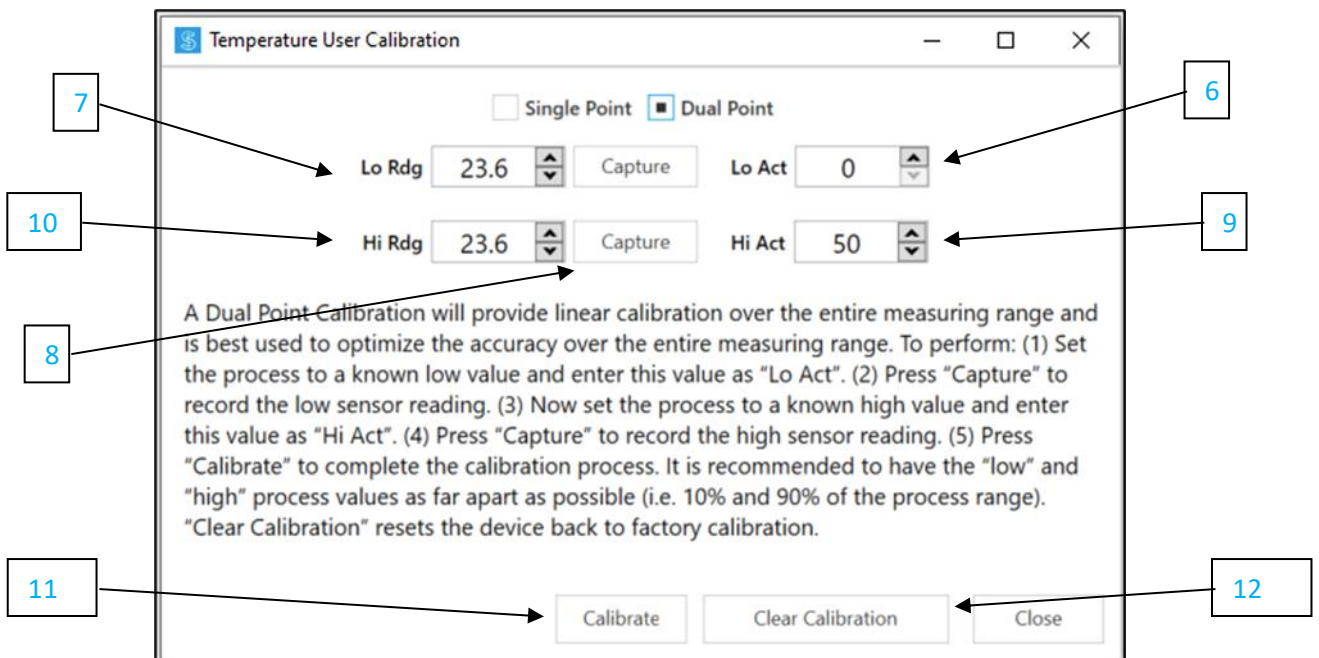 Temperature User Calibration
7
6
Single Point Dual Point
Lo Rdg 23.6 Capture Lo Act 0
10
9
Hi Rdg 23.6 Capture Hi Act 50
8
A Dual Point Calibration will provide linear calibration over the entire measuring range and
is best used to optimize the accuracy over the entire measuring range. To perform: (1) Set
the process to a known low value and enter this value as “Lo Act”. (2) Press “Capture” to
record the low sensor reading. (3) Now set the process to a known high value and enter
this value as “Hi Act”. (4) Press “Capture” to record the high sensor reading. (5) Press
“Calibrate” to complete the calibration process. It is recommended to have the “low” and
“high” process values as far apart as possible (i.e. 10% and 90% of the process range).
“Clear Calibration” resets the device back to factory calibration.
11
12
Calibrate Clear Calibration Close